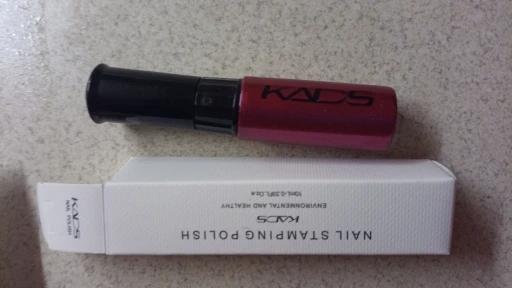 KADS
KADS
NAIL POLISH
NAIL STAMPING POLISH
KADS
ENVIRONMENTAL AND HEALTHY
10mL·0.33FL.Oz.e